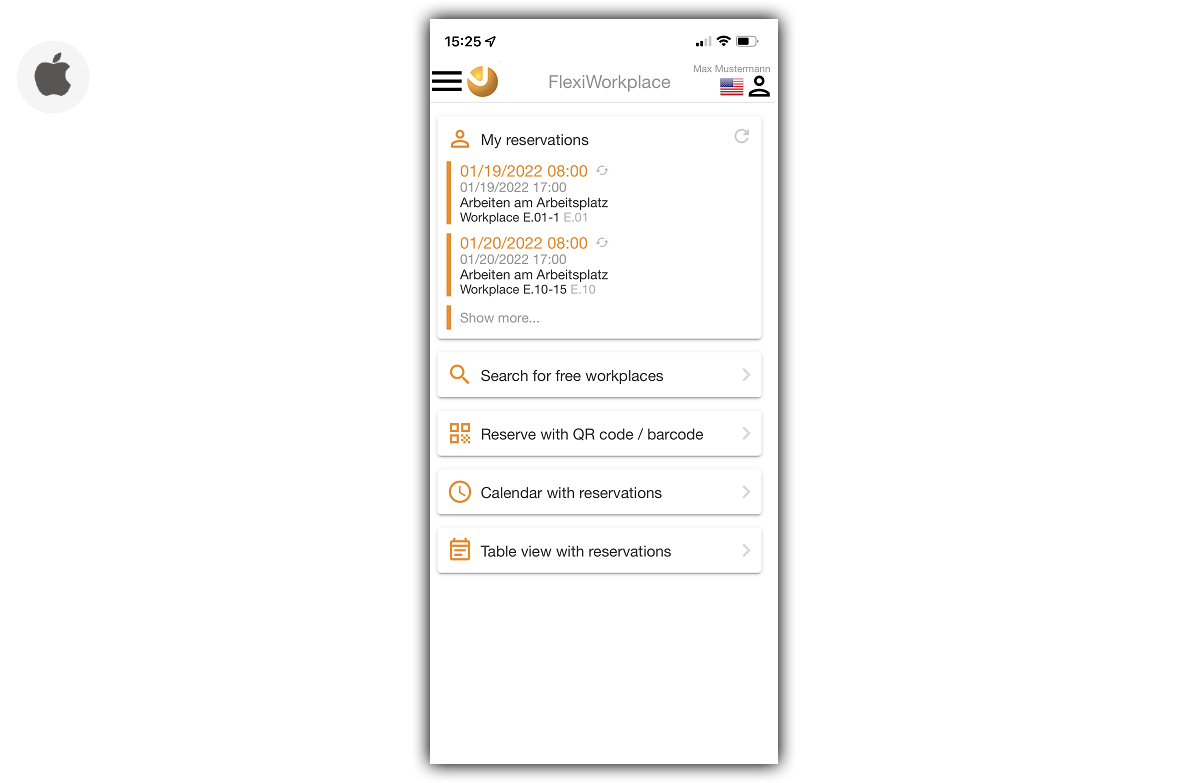 15:25
Max Mustermann
FlexiWorkplace
My reservations
01/19/2022 08:00
01/19/2022 17:00
Arbeiten am Arbeitsplatz
Workplace E.01-1 E.01
01/20/2022 08:00
01/20/2022 17:00
Arbeiten am Arbeitsplatz
Workplace E.10-15 E.10
Show more...
Search for free workplaces
Reserve with QR code / barcode
Calendar with reservations
Table view with reservations